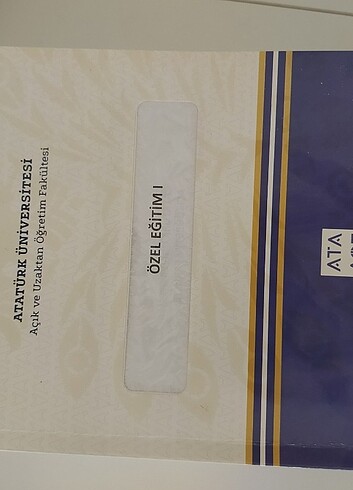 ATATÜRK ÜNİVERSİTESİ
Açık ve Uzaktan Öğretim Fakültesi
ÖZEL EĞİTİM I
ATA